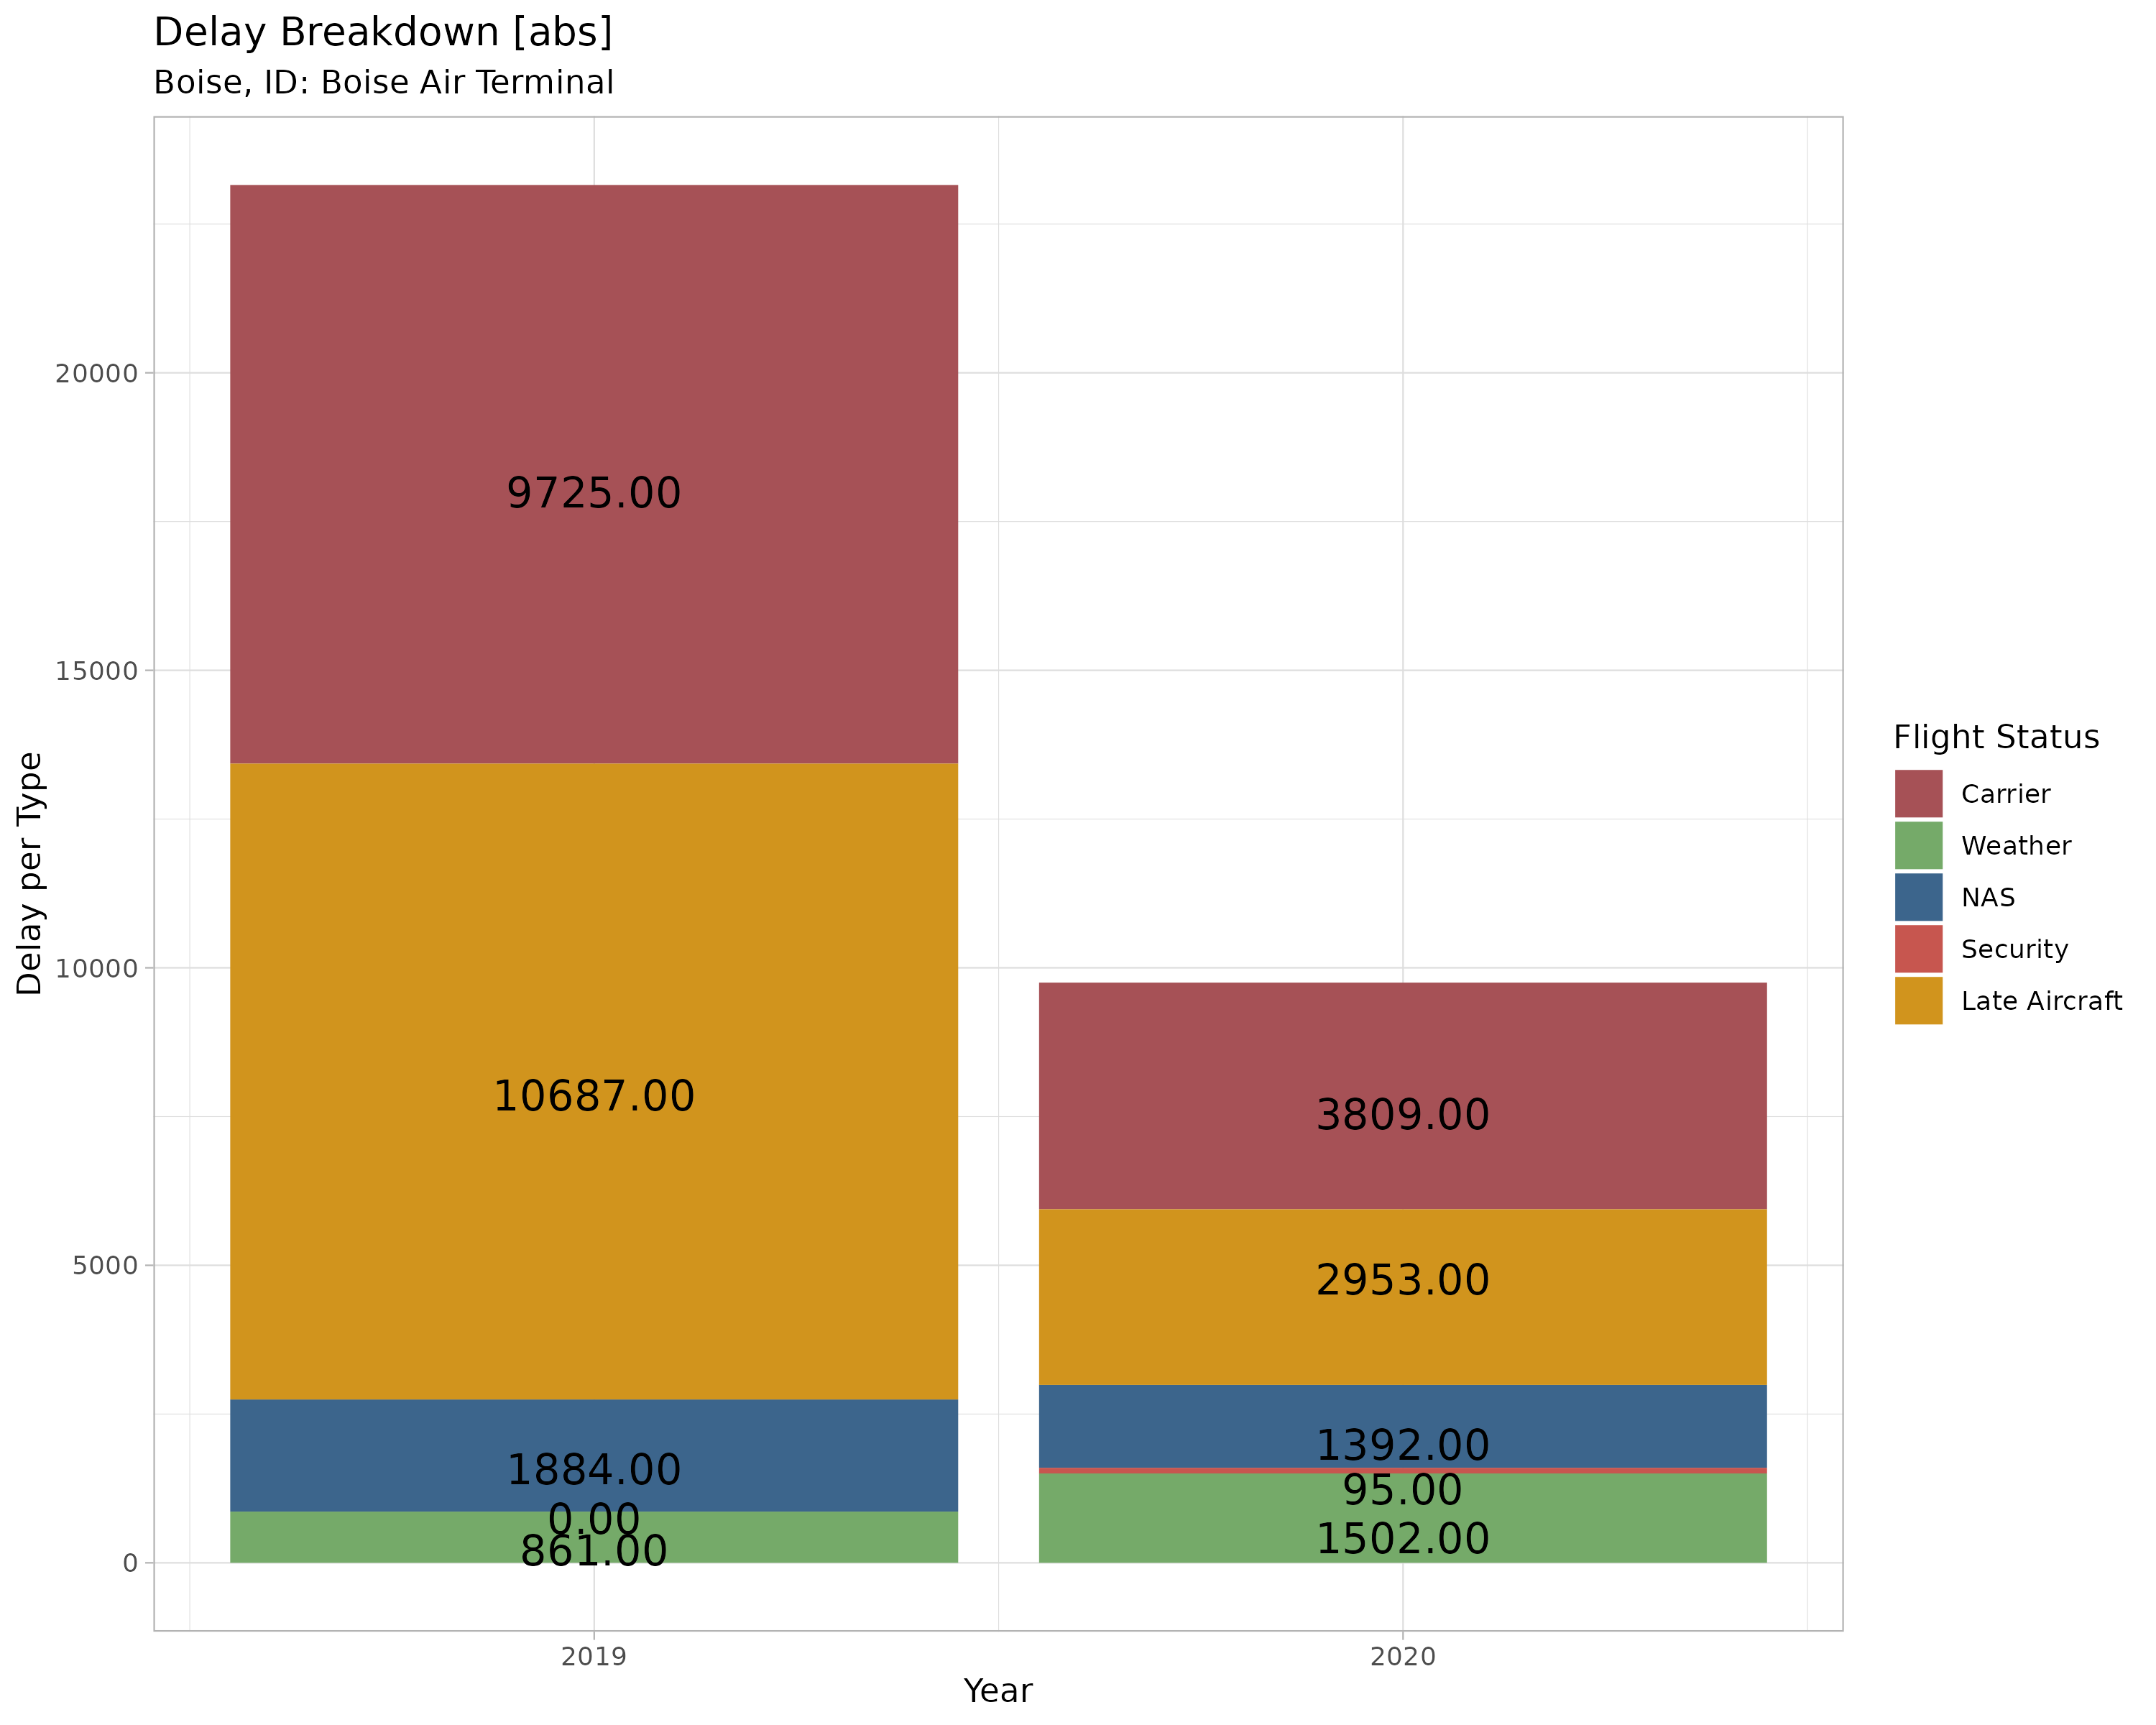 Delay Breakdown [abs]
Boise, ID: Boise Air Terminal
Delay per Type
20000
15000
10000
5000
0
9725.00
10687.00
1884.00
0.00
861.00
3809.00
2953.00
1392.00
95.00
1502.00
2019
2020
Year
Flight Status
Carrier
Weather
NAS
Security
Late Aircraft